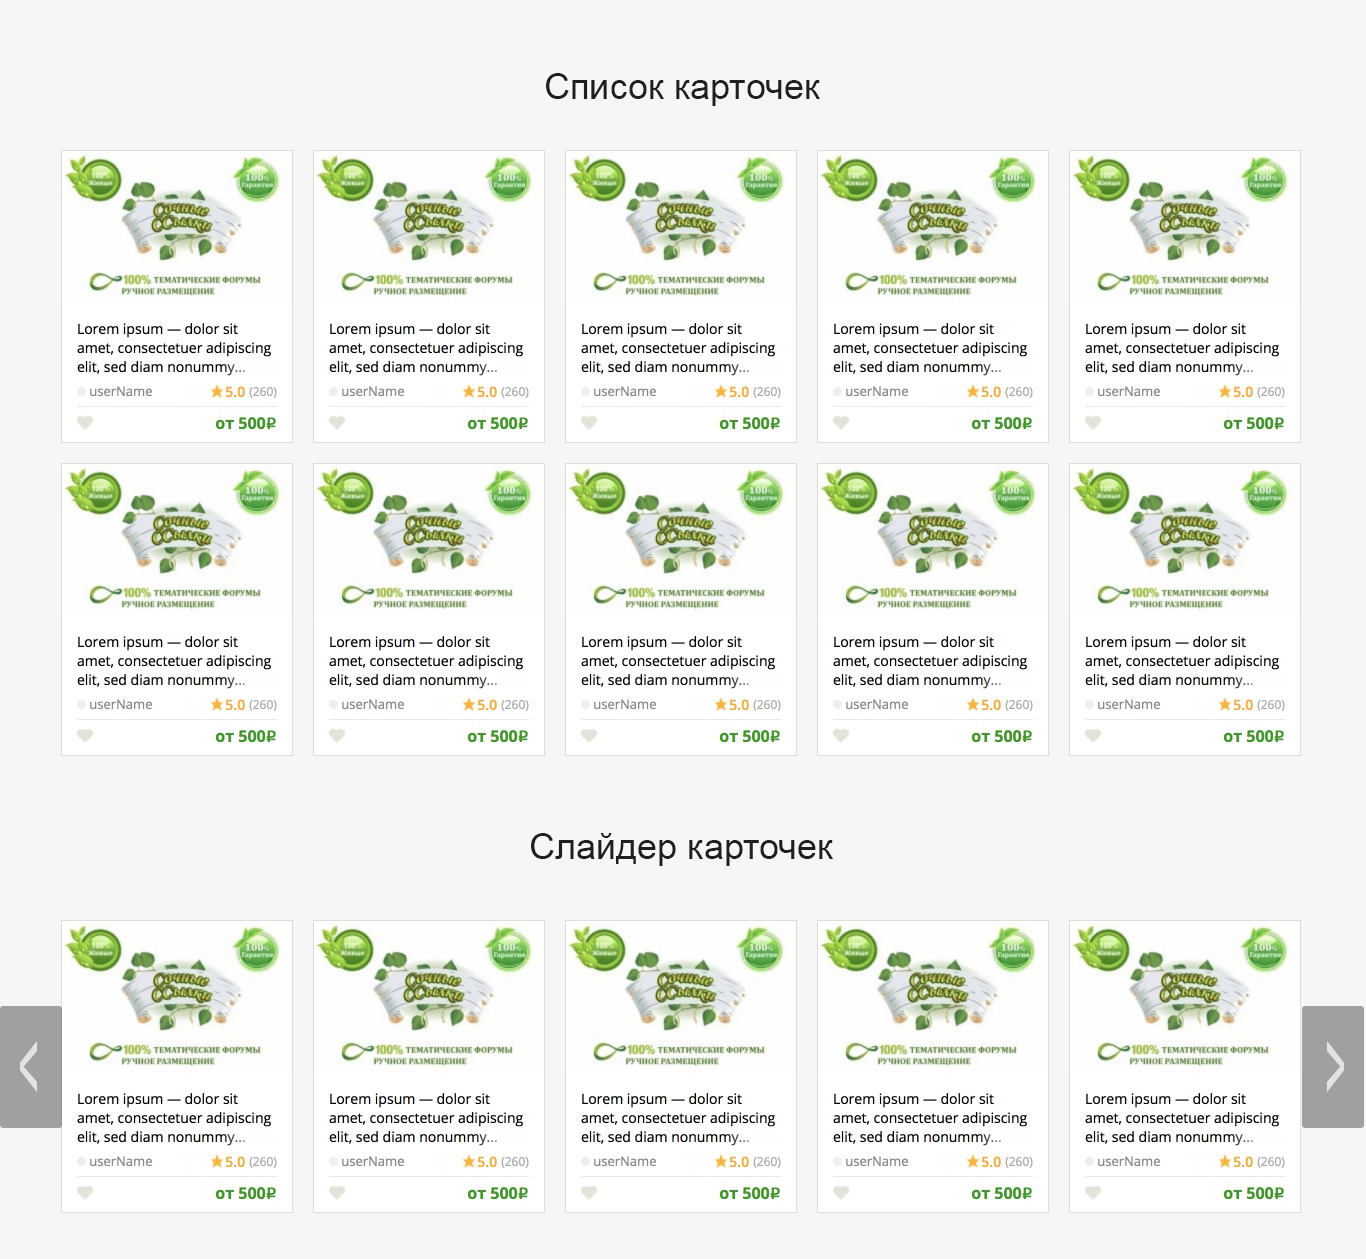 Список карточек
100%
Живые
100%
Гарантия
Сочные
ССылки
100% ТЕМАТИЧЕСКИЕ ФОРУМЫ
РУЧНОЕ РАЗМЕЩЕНИЕ
Lorem ipsum — dolor sit
amet, consectetuer adipiscing
elit, sed diam nonummy...
userName 5.0 (260)
от 500₽
100%
Живые
100%
Гарантия
Сочные
ССылки
100% ТЕМАТИЧЕСКИЕ ФОРУМЫ
РУЧНОЕ РАЗМЕЩЕНИЕ
Lorem ipsum — dolor sit
amet, consectetuer adipiscing
elit, sed diam nonummy...
userName 5.0 (260)
от 500₽
100%
Живые
100%
Гарантия
Сочные
ССылки
100% ТЕМАТИЧЕСКИЕ ФОРУМЫ
РУЧНОЕ РАЗМЕЩЕНИЕ
Lorem ipsum — dolor sit
amet, consectetuer adipiscing
elit, sed diam nonummy...
userName 5.0 (260)
от 500₽
100%
Живые
100%
Гарантия
Сочные
ССылки
100% ТЕМАТИЧЕСКИЕ ФОРУМЫ
РУЧНОЕ РАЗМЕЩЕНИЕ
Lorem ipsum — dolor sit
amet, consectetuer adipiscing
elit, sed diam nonummy...
userName 5.0 (260)
от 500₽
100%
Живые
100%
Гарантия
Сочные
ССылки
100% ТЕМАТИЧЕСКИЕ ФОРУМЫ
РУЧНОЕ РАЗМЕЩЕНИЕ
Lorem ipsum — dolor sit
amet, consectetuer adipiscing
elit, sed diam nonummy...
userName 5.0 (260)
от 500₽
100%
Живые
100%
Гарантия
Сочные
ССылки
100% ТЕМАТИЧЕСКИЕ ФОРУМЫ
РУЧНОЕ РАЗМЕЩЕНИЕ
Lorem ipsum — dolor sit
amet, consectetuer adipiscing
elit, sed diam nonummy...
userName 5.0 (260)
от 500₽
100%
Живые
100%
Гарантия
Сочные
ССылки
100% ТЕМАТИЧЕСКИЕ ФОРУМЫ
РУЧНОЕ РАЗМЕЩЕНИЕ
Lorem ipsum — dolor sit
amet, consectetuer adipiscing
elit, sed diam nonummy...
userName 5.0 (260)
от 500₽
100%
Живые
100%
Гарантия
Сочные
ССылки
100% ТЕМАТИЧЕСКИЕ ФОРУМЫ
РУЧНОЕ РАЗМЕЩЕНИЕ
Lorem ipsum — dolor sit
amet, consectetuer adipiscing
elit, sed diam nonummy...
userName 5.0 (260)
от 500₽
100%
Живые
100%
Гарантия
Сочные
ССылки
100% ТЕМАТИЧЕСКИЕ ФОРУМЫ
РУЧНОЕ РАЗМЕЩЕНИЕ
Lorem ipsum — dolor sit
amet, consectetuer adipiscing
elit, sed diam nonummy...
userName 5.0 (260)
от 500₽
100%
Живые
100%
Гарантия
Сочные
ССылки
100% ТЕМАТИЧЕСКИЕ ФОРУМЫ
РУЧНОЕ РАЗМЕЩЕНИЕ
Lorem ipsum — dolor sit
amet, consectetuer adipiscing
elit, sed diam nonummy...
userName 5.0 (260)
от 500₽
Слайдер карточек
100%
Живые
100%
Гарантия
Сочные
ССылки
100% ТЕМАТИЧЕСКИЕ ФОРУМЫ
РУЧНОЕ РАЗМЕЩЕНИЕ
Lorem ipsum — dolor sit
amet, consectetuer adipiscing
elit, sed diam nonummy...
userName 5.0 (260)
от 500₽
100%
Живые
100%
Гарантия
Сочные
ССылки
100% ТЕМАТИЧЕСКИЕ ФОРУМЫ
РУЧНОЕ РАЗМЕЩЕНИЕ
Lorem ipsum — dolor sit
amet, consectetuer adipiscing
elit, sed diam nonummy...
userName 5.0 (260)
от 500₽
100%
Живые
100%
Гарантия
Сочные
ССылки
100% ТЕМАТИЧЕСКИЕ ФОРУМЫ
РУЧНОЕ РАЗМЕЩЕНИЕ
Lorem ipsum — dolor sit
amet, consectetuer adipiscing
elit, sed diam nonummy...
userName 5.0 (260)
от 500₽
100%
Живые
100%
Гарантия
Сочные
ССылки
100% ТЕМАТИЧЕСКИЕ ФОРУМЫ
РУЧНОЕ РАЗМЕЩЕНИЕ
Lorem ipsum — dolor sit
amet, consectetuer adipiscing
elit, sed diam nonummy...
userName 5.0 (260)
от 500₽
100%
Живые
100%
Гарантия
Сочные
ССылки
100% ТЕМАТИЧЕСКИЕ ФОРУМЫ
РУЧНОЕ РАЗМЕЩЕНИЕ
Lorem ipsum — dolor sit
amet, consectetuer adipiscing
elit, sed diam nonummy...
userName 5.0 (260)
от 500₽